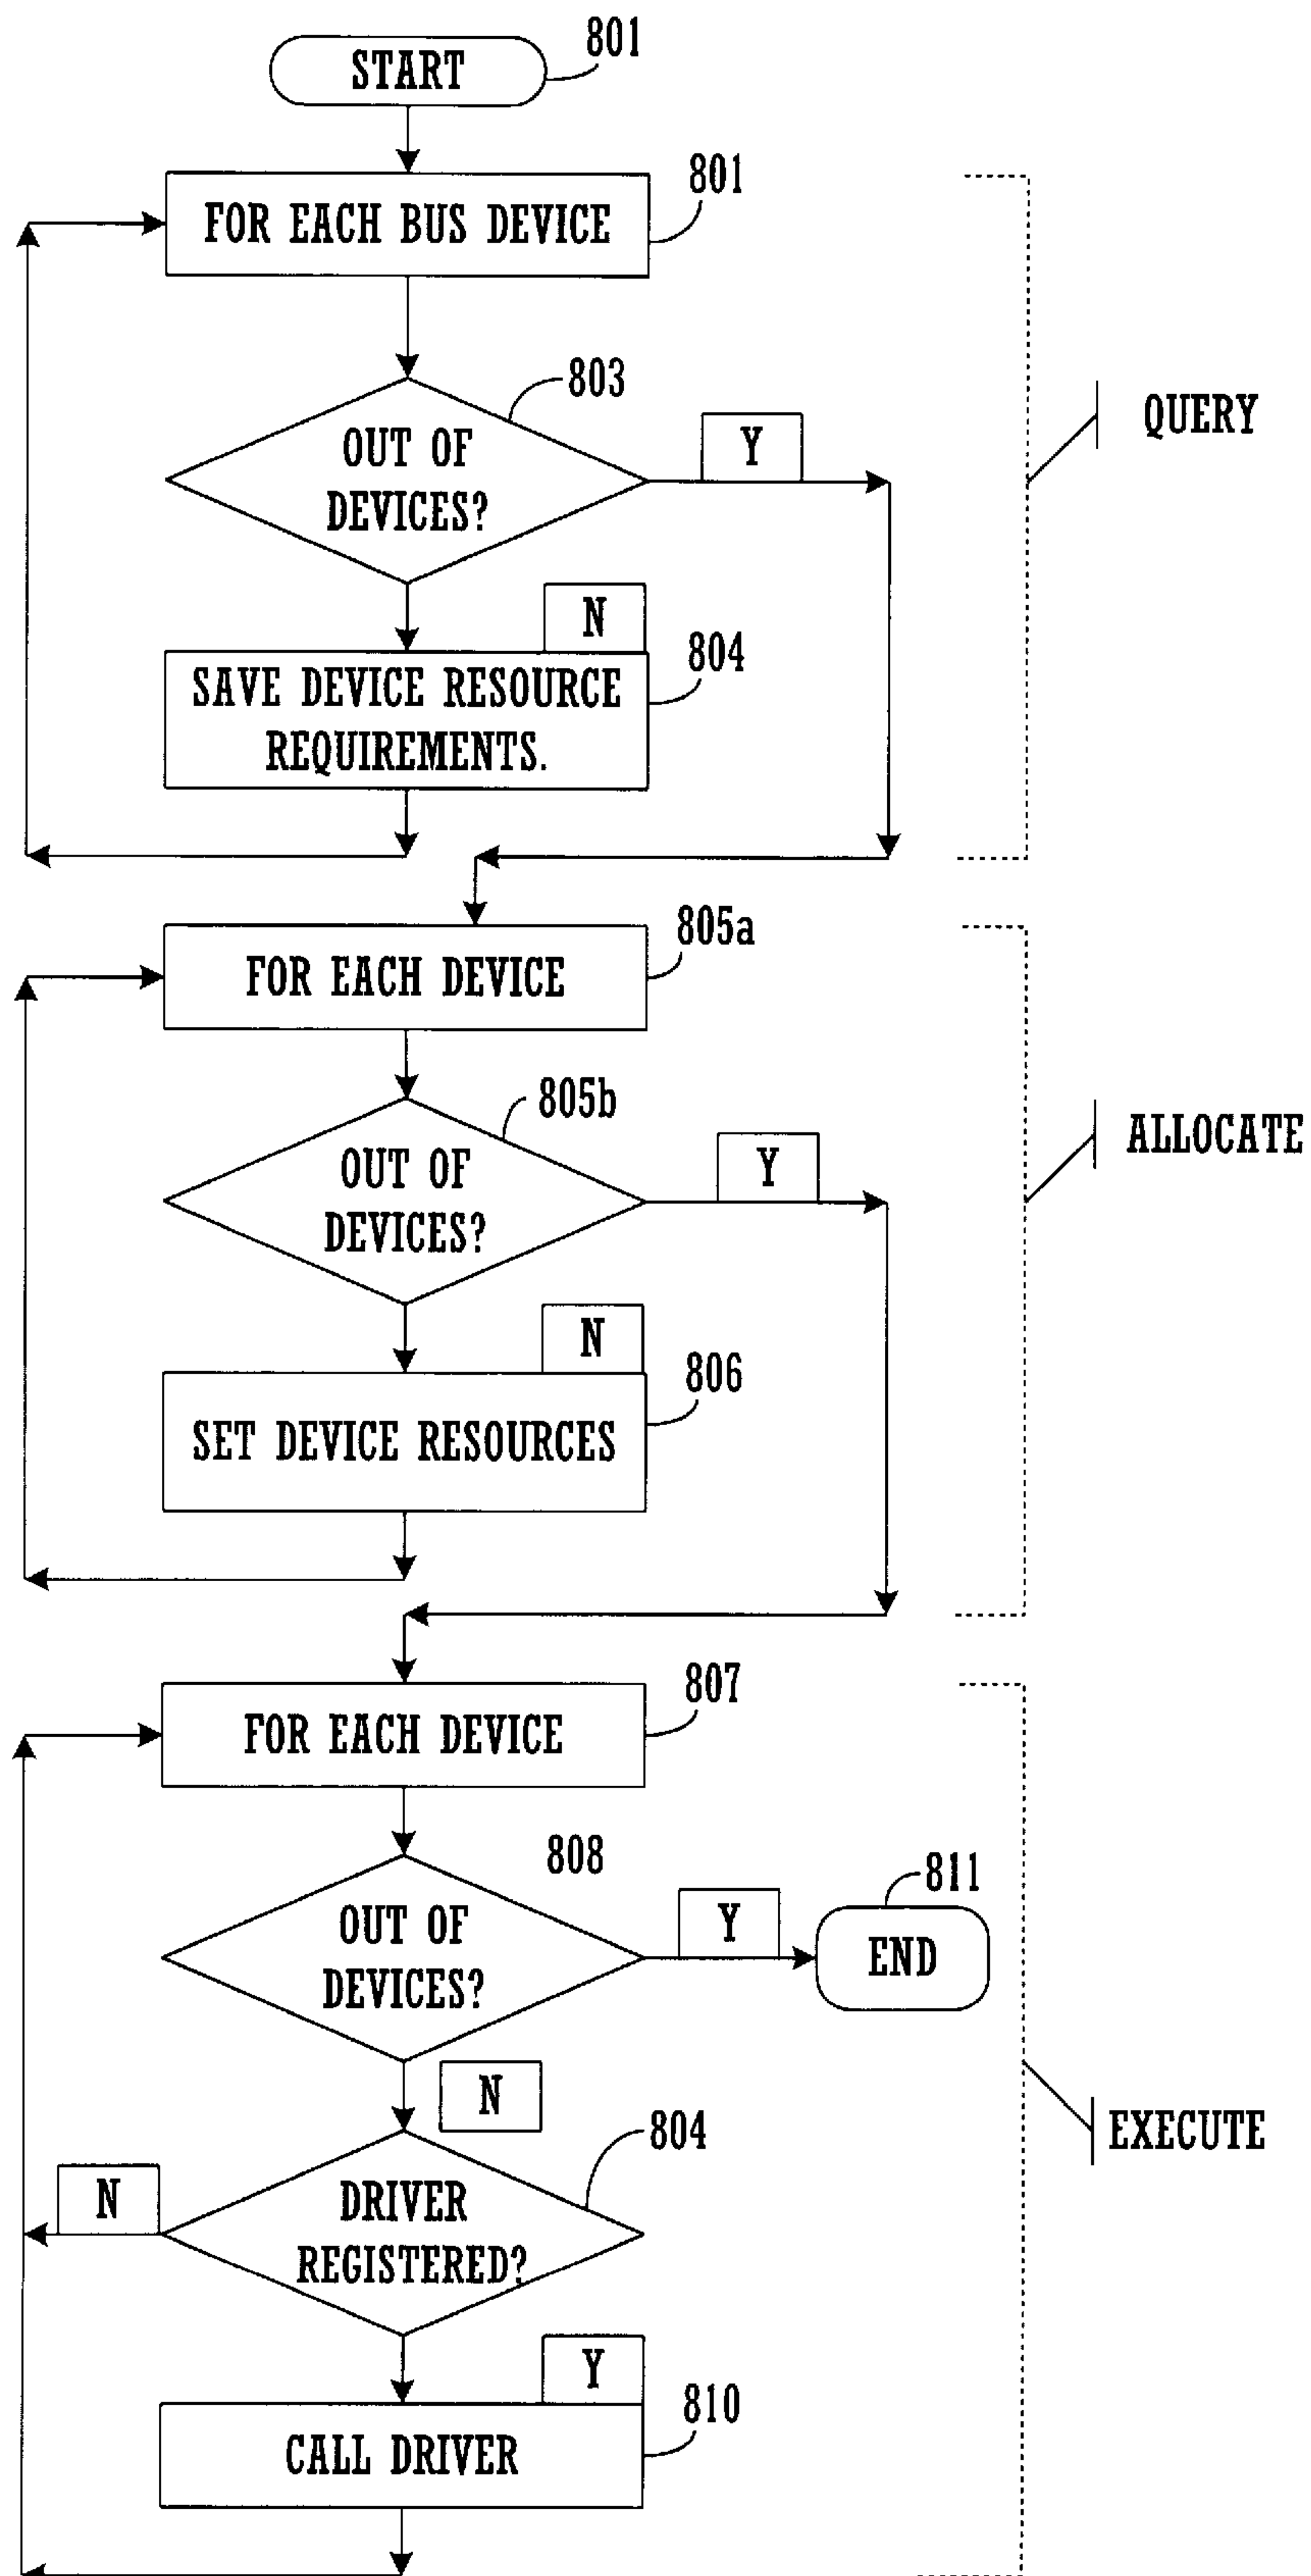 START
801
FOR EACH BUS DEVICE
801
QUERY
803
OUT OF
DEVICES?
Y
N
SAVE DEVICE RESOURCE
REQUIREMENTS.
804
FOR EACH DEVICE
805a
ALLOCATE
805b
OUT OF
DEVICES?
Y
N
SET DEVICE RESOURCES
806
FOR EACH DEVICE
807
808
OUT OF
DEVICES?
Y
811
END
N
EXECUTE
804
DRIVER
REGISTERED?
N
Y
CALL DRIVER
810